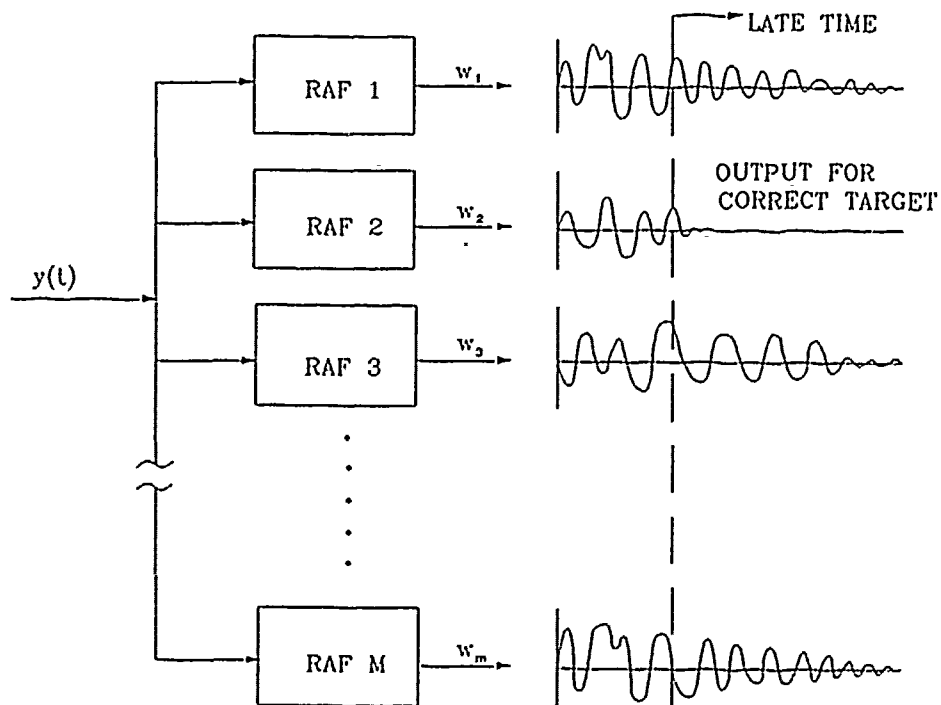 LATE TIME
RAF 1
w₁
OUTPUT FOR
CORRECT TARGET
RAF 2
w₂
y(t)
RAF 3
w₃
RAF M
wₘ